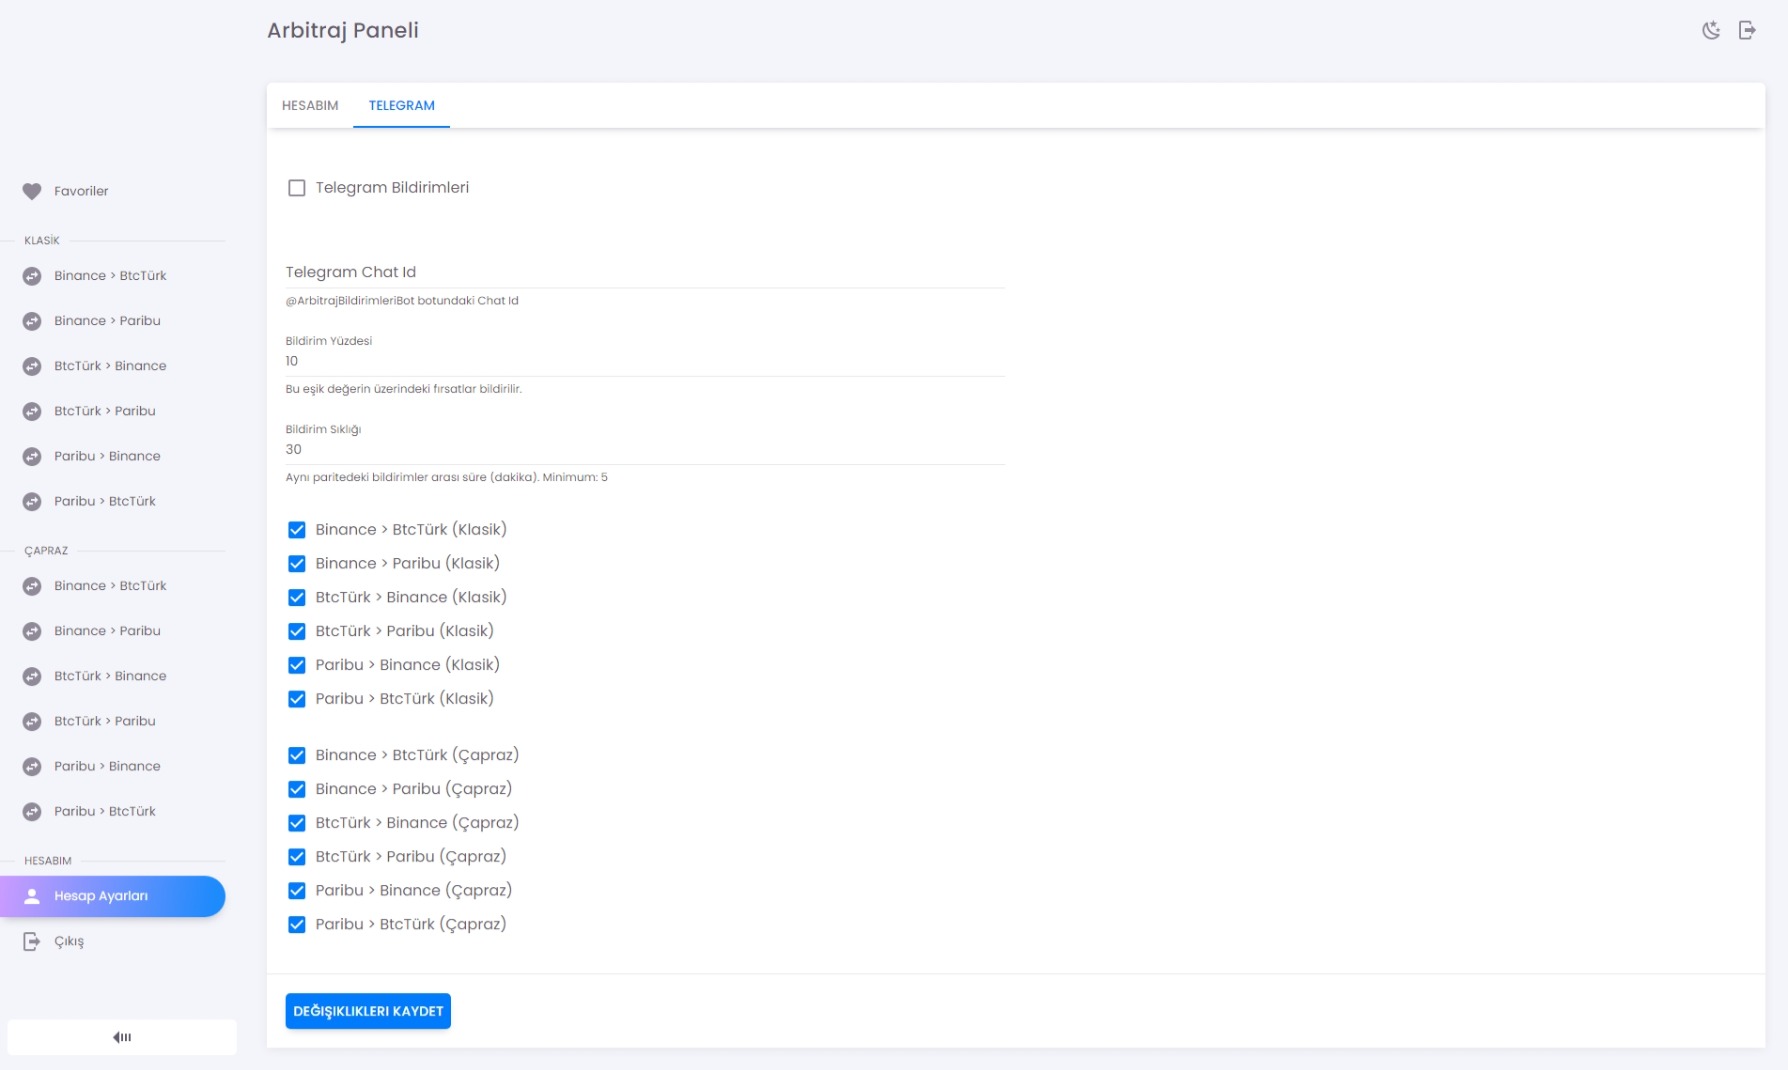 Arbitraj Paneli
HESABIM
TELEGRAM
Favoriler
KLASİK
Binance > BtcTürk
Binance > Paribu
BtcTürk > Binance
BtcTürk > Paribu
Paribu > Binance
Paribu > BtcTürk
ÇAPRAZ
Binance > BtcTürk
Binance > Paribu
BtcTürk > Binance
BtcTürk > Paribu
Paribu > Binance
Paribu > BtcTürk
HESABIM
Hesap Ayarları
Çıkış
Telegram Bildirimleri
Telegram Chat Id
@ArbitrajBildirimleriBot botundaki Chat Id
Bildirim Yüzdesi
10
Bu eşik değerin üzerindeki fırsatlar bildirilir.
Bildirim Sıklığı
30
Aynı paritedeki bildirimler arası süre (dakika). Minimum: 5
Binance > BtcTürk (Klasik)
Binance > Paribu (Klasik)
BtcTürk > Binance (Klasik)
BtcTürk > Paribu (Klasik)
Paribu > Binance (Klasik)
Paribu > BtcTürk (Klasik)
Binance > BtcTürk (Çapraz)
Binance > Paribu (Çapraz)
BtcTürk > Binance (Çapraz)
BtcTürk > Paribu (Çapraz)
Paribu > Binance (Çapraz)
Paribu > BtcTürk (Çapraz)
DEĞIŞIKLIKLERI KAYDET